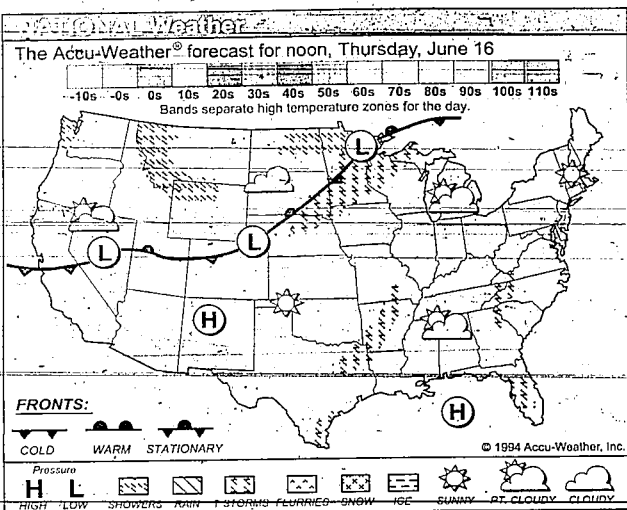 NATIONAL Weather
The Accu-Weather® forecast for noon, Thursday, June 16
-10s -0s 0s 10s 20s 30s 40s 50s 60s 70s 80s 90s 100s 110s
Bands separate high temperature zones for the day.
L
L
L
H
H
FRONTS:
COLD WARM STATIONARY
© 1994 Accu-Weather, Inc.
Pressure
H L
HIGH LOW SHOWERS RAIN T-STORMS FLURRIES SNOW ICE SUNNY PT. CLOUDY CLOUDY